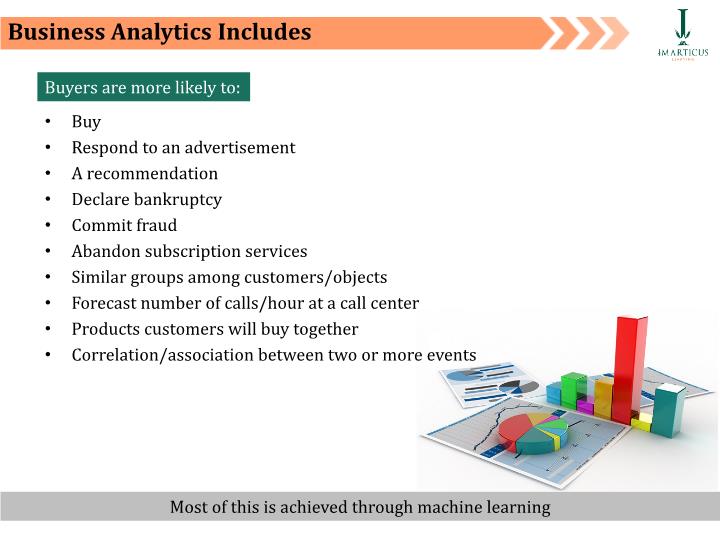 Business Analytics Includes
IMARTICUS
LEARNING
Buyers are more likely to:
• Buy
• Respond to an advertisement
• A recommendation
• Declare bankruptcy
• Commit fraud
• Abandon subscription services
• Similar groups among customers/objects
• Forecast number of calls/hour at a call center
• Products customers will buy together
• Correlation/association between two or more events
Most of this is achieved through machine learning